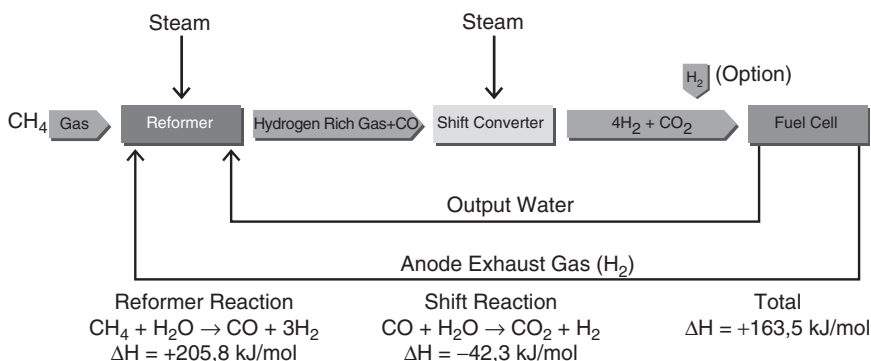 Steam
Steam
H₂ (Option)
CH₄ Gas Reformer Hydrogen Rich Gas+CO Shift Converter 4H₂ + CO₂ Fuel Cell
Output Water
Anode Exhaust Gas (H₂)
Reformer Reaction
CH₄ + H₂O → CO + 3H₂
ΔH = +205,8 kJ/mol
Shift Reaction
CO + H₂O → CO₂ + H₂
ΔH = −42,3 kJ/mol
Total
ΔH = +163,5 kJ/mol